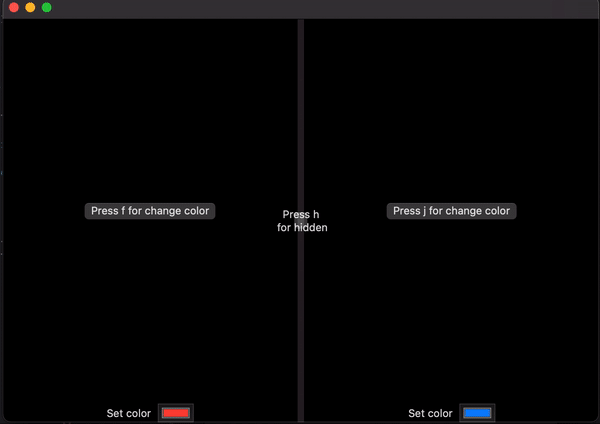 Press f for change color
Press h
for hidden
Press j for change color
Set color
Set color